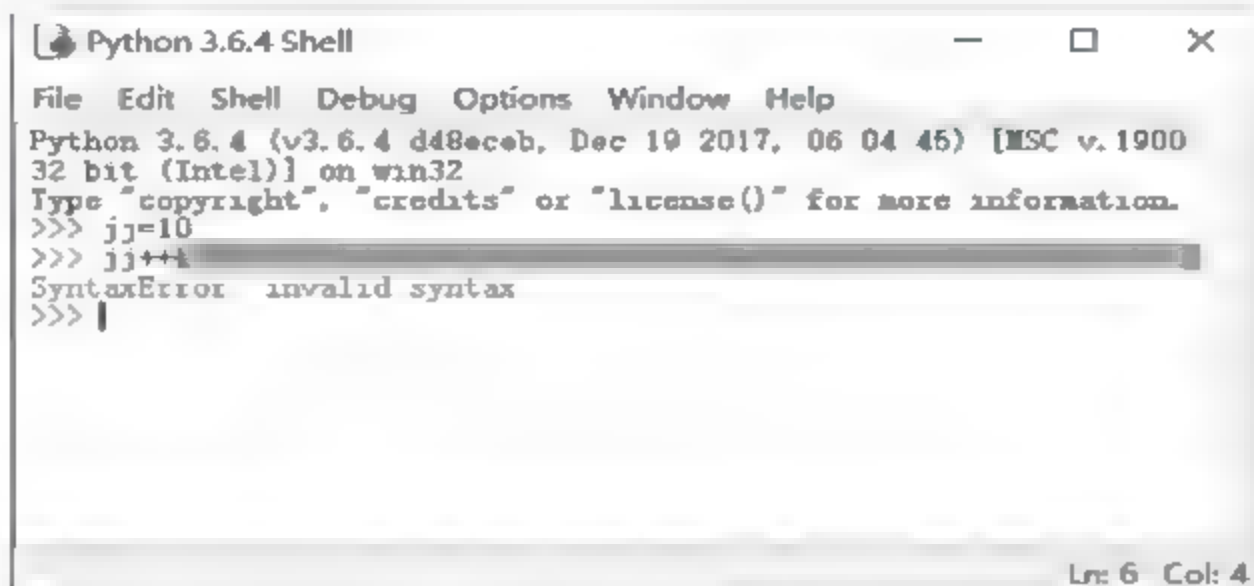 Python 3.6.4 Shell
File Edit Shell Debug Options Window Help
Python 3.6.4 (v3.6.4 d48eceb, Dec 19 2017, 06 04 45) [MSC v.1900
32 bit (Intel)] on win32
Type "copyright", "credits" or "license()" for more information.
>>> jj=10
>>> jj++
SyntaxError invalid syntax
>>>
Ln: 6 Col: 4